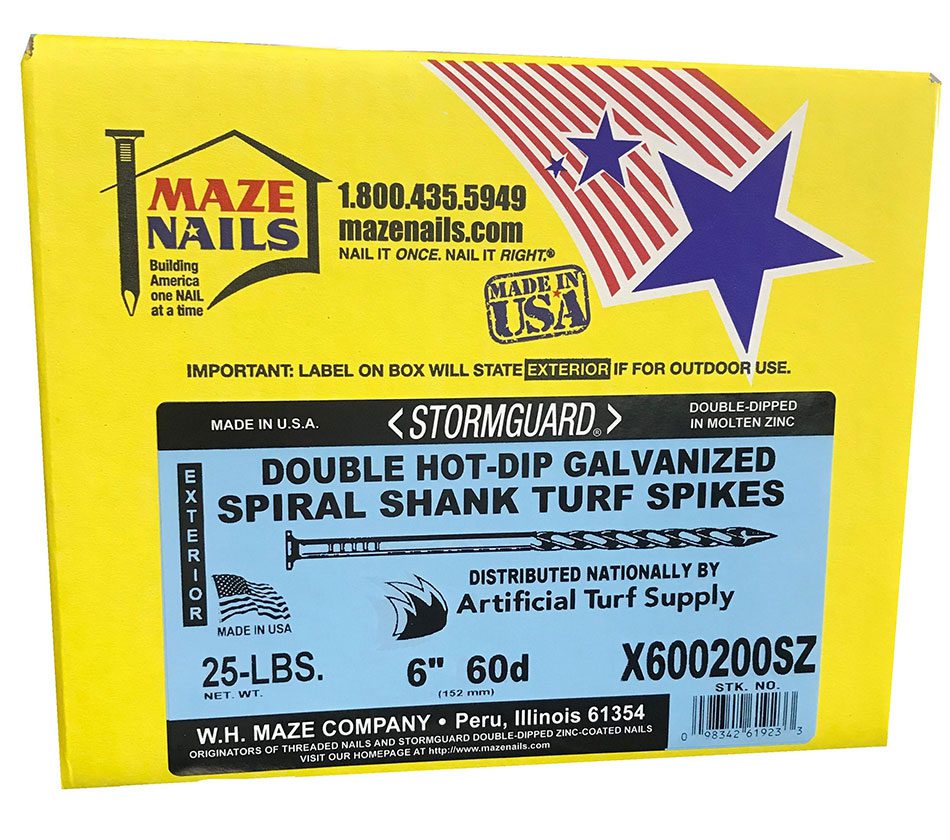 MAZE
NAILS
Building
America
one NAIL
at a time
1.800.435.5949
mazenails.com
NAIL IT ONCE. NAIL IT RIGHT.®
MADE IN
USA
IMPORTANT: LABEL ON BOX WILL STATE EXTERIOR IF FOR OUTDOOR USE.
MADE IN U.S.A.
<STORMGUARD®>
DOUBLE-DIPPED
IN MOLTEN ZINC
EXTERIOR
DOUBLE HOT-DIP GALVANIZED
SPIRAL SHANK TURF SPIKES
MADE IN USA
DISTRIBUTED NATIONALLY BY
Artificial Turf Supply
25-LBS.
NET. WT.
6" 60d
(152 mm)
X600200SZ
STK. NO.
0 98342 61923 3
W.H. MAZE COMPANY • Peru, Illinois 61354
ORIGINATORS OF THREADED NAILS AND STORMGUARD DOUBLE-DIPPED ZINC-COATED NAILS
VISIT OUR HOMEPAGE AT http://www.mazenails.com